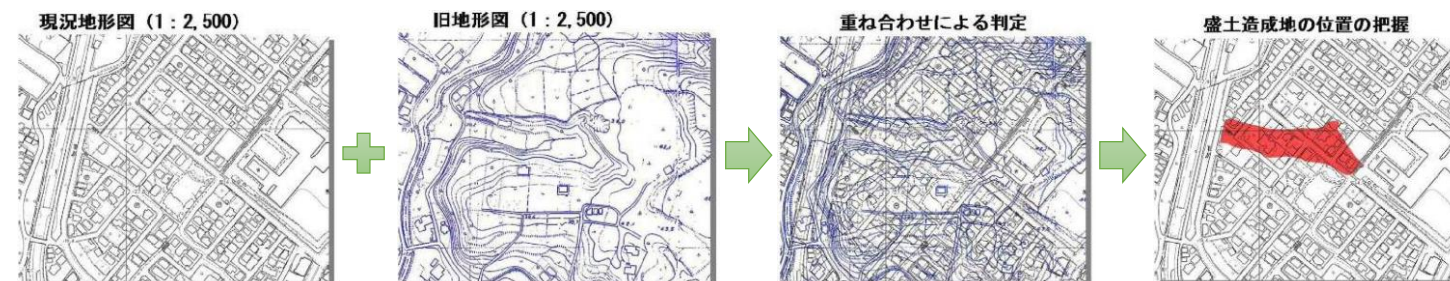 現況地形図（1：2,500）
旧地形図（1：2,500）
重ね合わせによる判定
盛土造成地の位置の把握